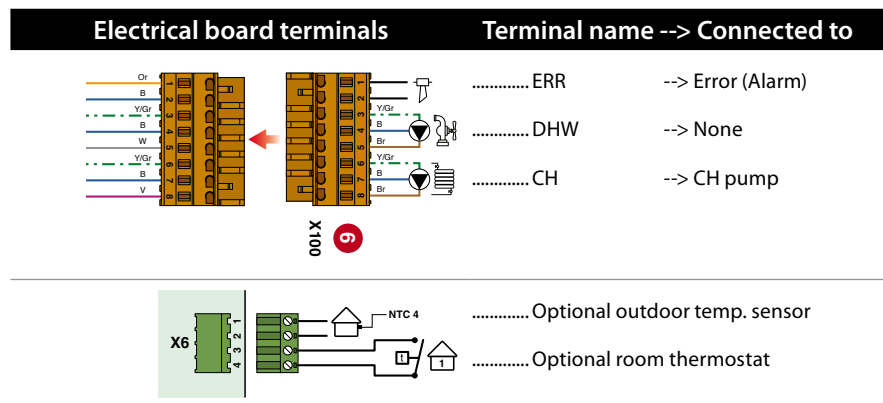 Electrical board terminals Terminal name --> Connected to
Or
B
Y/Gr
B
W
Y/Gr
B
V
1
2
3
4
5
6
7
8
1
2
3
4
5
6
7
8
Y/Gr
B
Br
Y/Gr
B
Br
.............. ERR --> Error (Alarm)
.............. DHW --> None
.............. CH --> CH pump
X100
6
X6
1
2
3
4
NTC 4
t
1
.............. Optional outdoor temp. sensor
.............. Optional room thermostat